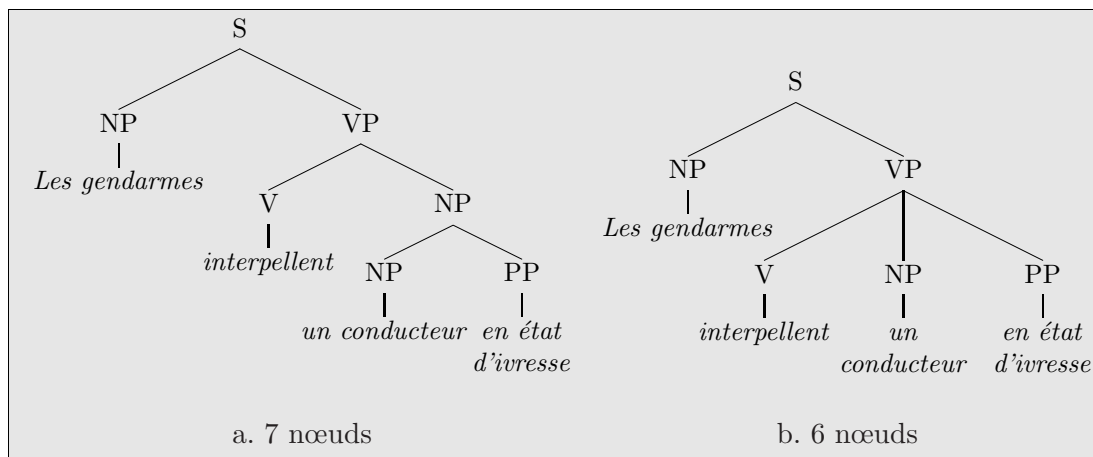 S
NP VP
Les gendarmes
V NP
interpellent
NP PP
un conducteur en état
d'ivresse
a. 7 nœuds
S
NP VP
Les gendarmes
V NP PP
interpellent un en état
conducteur d'ivresse
b. 6 nœuds